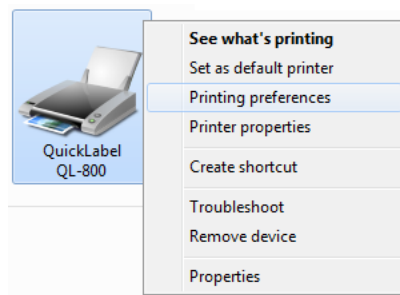 See what's printing
Set as default printer
Printing preferences
Printer properties
Create shortcut
Troubleshoot
Remove device
Properties
QuickLabel
QL-800